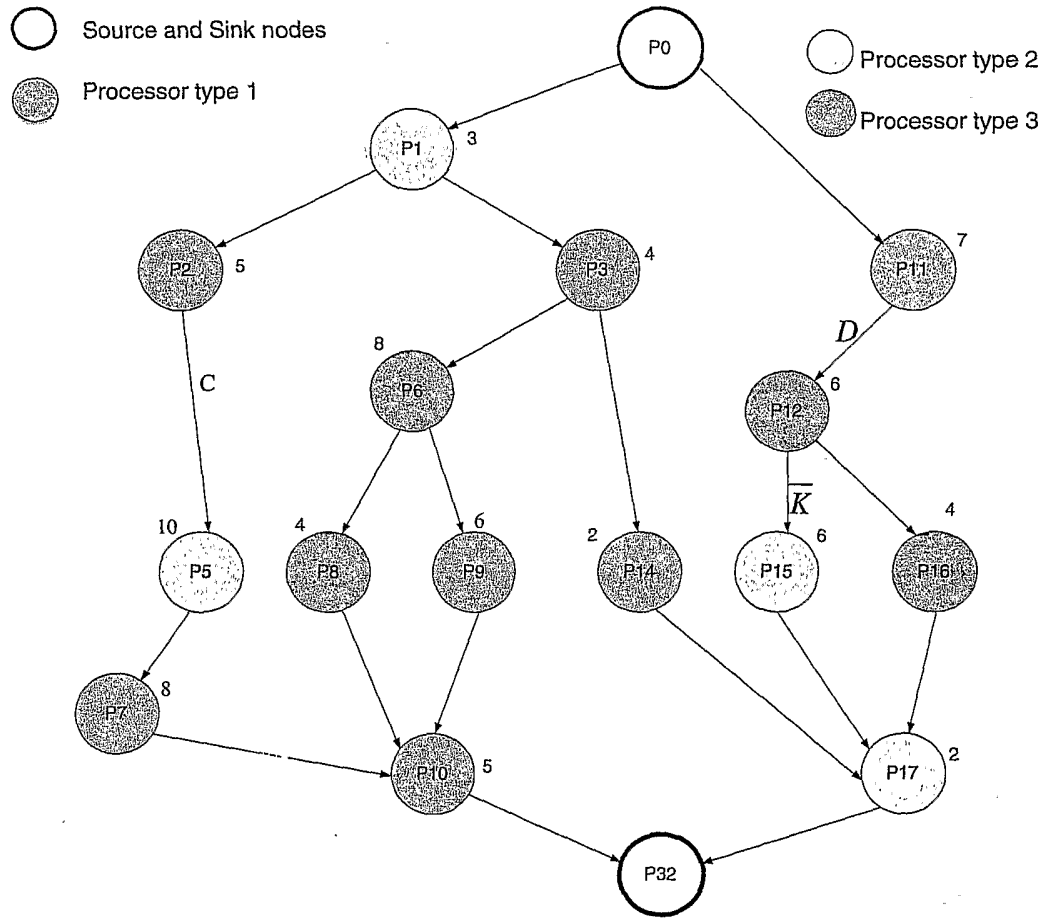 Source and Sink nodes
Processor type 1
Processor type 2
Processor type 3
P0
P1
3
P2
5
P3
4
P11
7
C
D
8
P6
P12
6
K̅
10
P5
4
P8
6
P9
2
P14
P15
6
4
P16
P7
8
P10
5
P17
2
P32